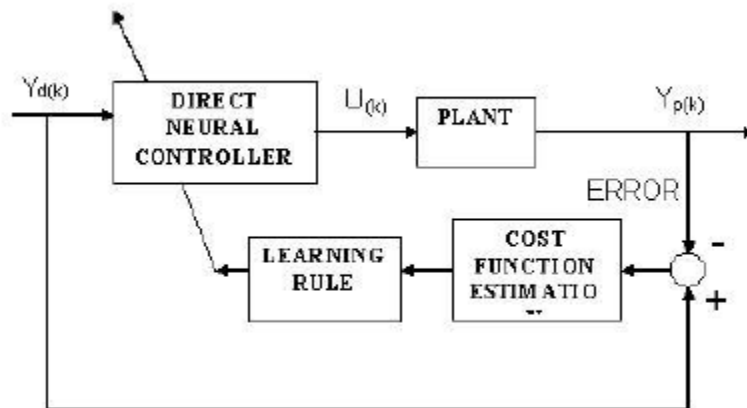 Yd(k)
DIRECT
NEURAL
CONTROLLER
U(k)
PLANT
Yp(k)
ERROR
-
+
COST
FUNCTION
ESTIMATIO
LEARNING
RULE